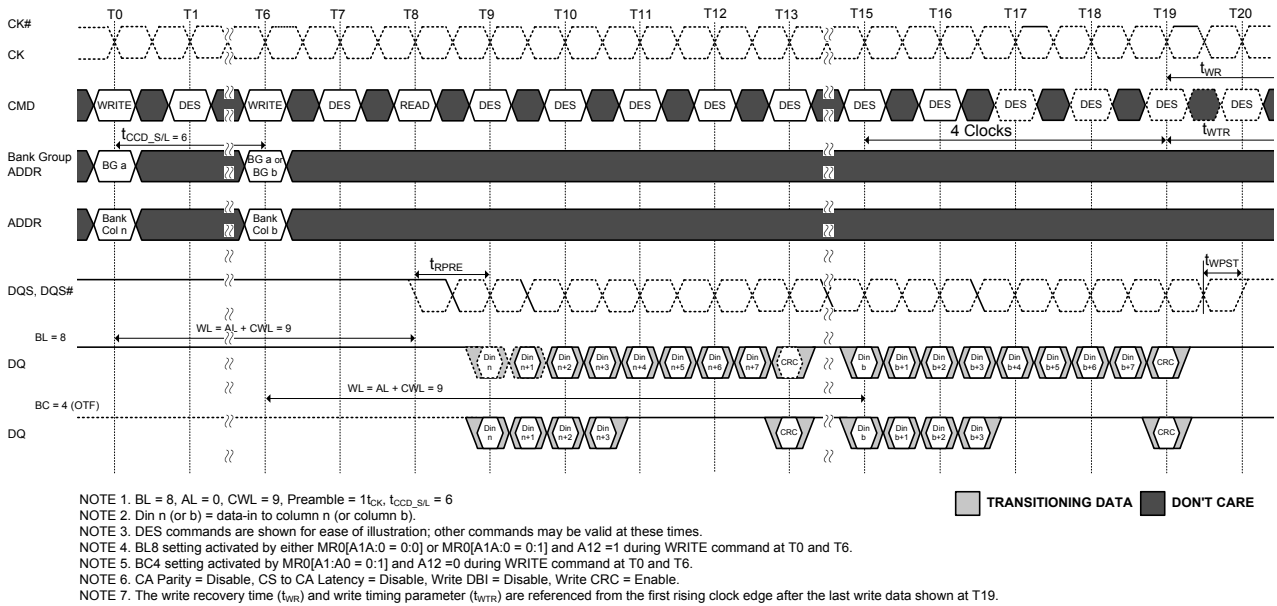 T0 T1 T6 T7 T8 T9 T10 T11 T12 T13 T15 T16 T17 T18 T19 T20
CK#
CK
tWR
CMD WRITE DES WRITE DES READ DES DES DES DES DES DES DES DES DES DES DES
tCCD_S/L = 6
4 Clocks
tWTR
Bank Group
ADDR
BG a
BG a or
BG b
ADDR
Bank
Col n
Bank
Col b
tRPRE
tWPST
DQS, DQS#
WL = AL + CWL = 9
BL = 8
DQ
Din
n
Din
n+1
Din
n+2
Din
n+3
Din
n+4
Din
n+5
Din
n+6
Din
n+7
CRC
Din
b
Din
b+1
Din
b+2
Din
b+3
Din
b+4
Din
b+5
Din
b+6
Din
b+7
CRC
WL = AL + CWL = 9
BC = 4 (OTF)
DQ
Din
n
Din
n+1
Din
n+2
Din
n+3
CRC
Din
b
Din
b+1
Din
b+2
Din
b+3
CRC
NOTE 1. BL = 8, AL = 0, CWL = 9, Preamble = 1tCK, tCCD_S/L = 6
NOTE 2. Din n (or b) = data-in to column n (or column b).
NOTE 3. DES commands are shown for ease of illustration; other commands may be valid at these times.
NOTE 4. BL8 setting activated by either MR0[A1A:0 = 0:0] or MR0[A1A:0 = 0:1] and A12 =1 during WRITE command at T0 and T6.
NOTE 5. BC4 setting activated by MR0[A1:A0 = 0:1] and A12 =0 during WRITE command at T0 and T6.
NOTE 6. CA Parity = Disable, CS to CA Latency = Disable, Write DBI = Disable, Write CRC = Enable.
NOTE 7. The write recovery time (tWR) and write timing parameter (tWTR) are referenced from the first rising clock edge after the last write data shown at T19.
TRANSITIONING DATA
DON'T CARE